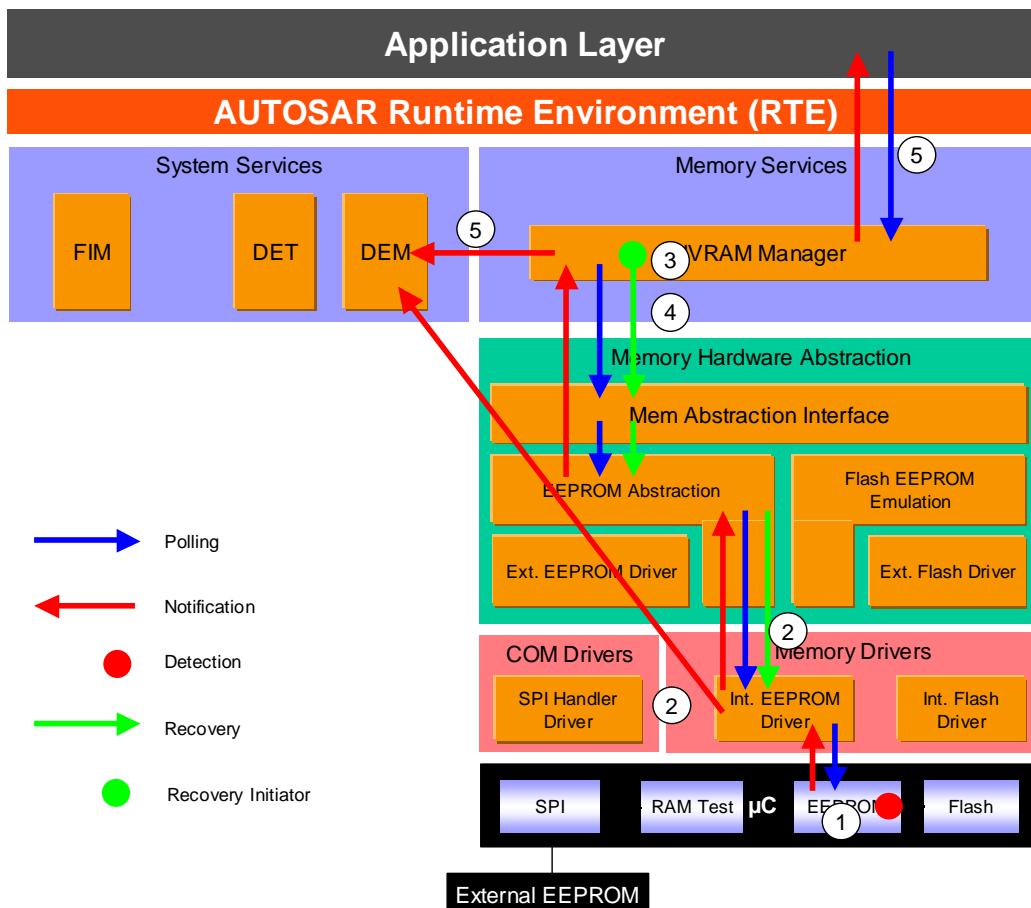 Application Layer
AUTOSAR Runtime Environment (RTE)
System Services
Memory Services
5
FIM
DET
DEM
5
3
VRAM Manager
4
Memory Hardware Abstraction
Mem Abstraction Interface
EEPROM Abstraction
Flash EEPROM
Emulation
Ext. EEPROM Driver
Ext. Flash Driver
Polling
Notification
Detection
Recovery
Recovery Initiator
2
COM Drivers
Memory Drivers
SPI Handler
Driver
2
Int. EEPROM
Driver
Int. Flash
Driver
SPI
RAM Test
µC
EEPROM
1
Flash
External EEPROM